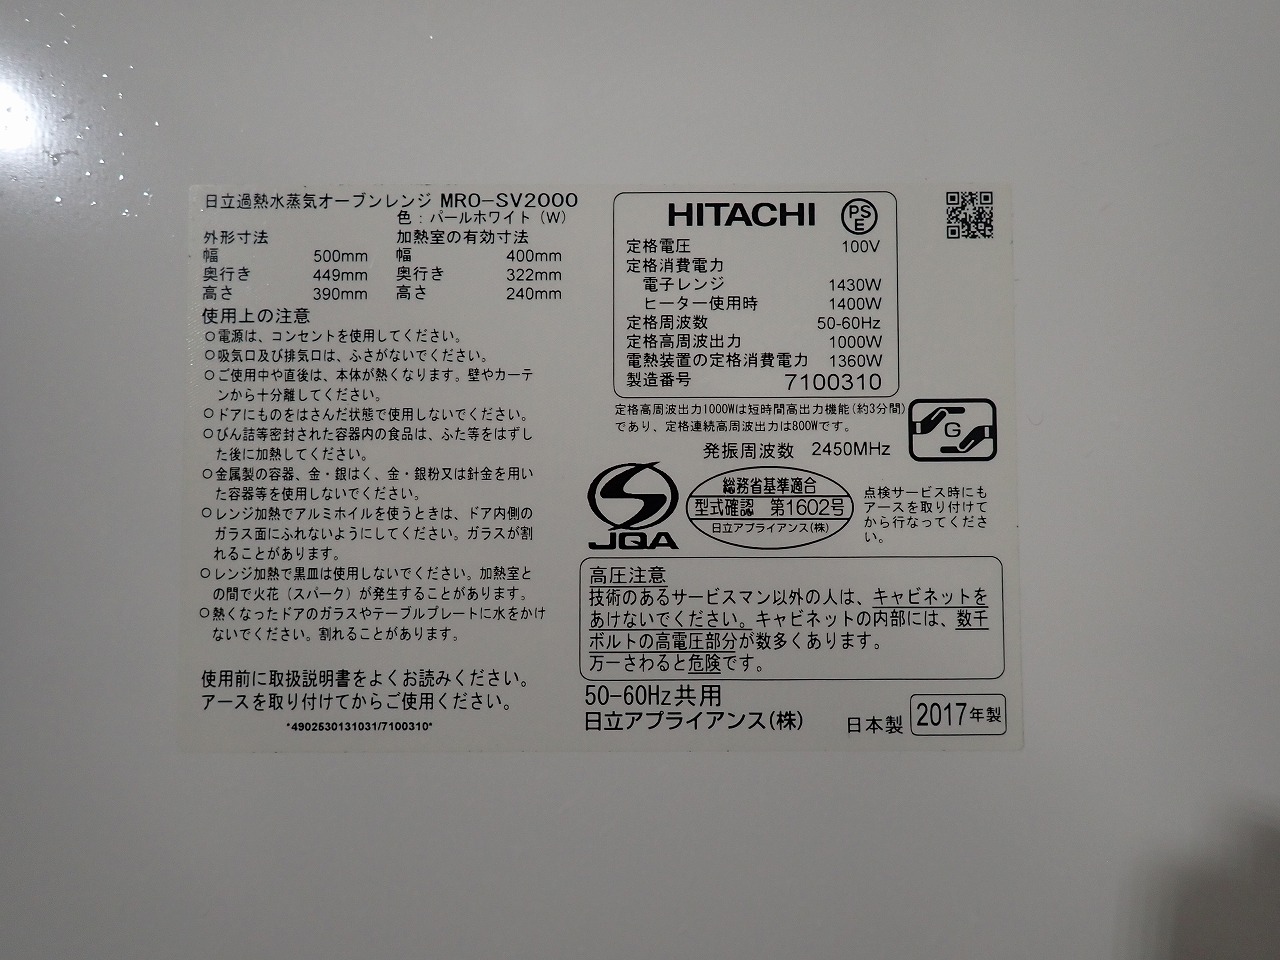 日立過熱水蒸気オーブンレンジ MRO-SV2000
色：パールホワイト（W）
外形寸法
幅 500mm
奥行き 449mm
高さ 390mm
加熱室の有効寸法
幅 400mm
奥行き 322mm
高さ 240mm
使用上の注意
○電源は、コンセントを使用してください。
○吸気口及び排気口は、ふさがないでください。
○ご使用中や直後は、本体が熱くなります。壁やカーテ
ンから十分離してください。
○ドアにものをはさんだ状態で使用しないでください。
○びん詰等密封された容器内の食品は、ふた等をはずし
た後に加熱してください。
○金属製の容器、金・銀はく、金・銀粉又は針金を用い
た容器等を使用しないでください。
○レンジ加熱でアルミホイルを使うときは、ドア内側の
ガラス面にふれないようにしてください。ガラスが割
れることがあります。
○レンジ加熱で黒皿は使用しないでください。加熱室と
の間で火花（スパーク）が発生することがあります。
○熱くなったドアのガラスやテーブルプレートに水をかけ
ないでください。割れることがあります。
使用前に取扱説明書をよくお読みください。
アースを取り付けてからご使用ください。
*4902530131031/7100310*
HITACHI PSE
定格電圧 100V
定格消費電力
電子レンジ 1430W
ヒーター使用時 1400W
定格周波数 50-60Hz
定格高周波出力 1000W
電熱装置の定格消費電力 1360W
製造番号 7100310
定格高周波出力1000Wは短時間高出力機能（約3分間）
であり、定格連続高周波出力は800Wです。
発振周波数 2450MHz
G
JQA
総務省基準適合
型式確認 第1602号
日立アプライアンス（株）
点検サービス時にも
アースを取り付けて
から行なってくださ
い。
高圧注意
技術のあるサービスマン以外の人は、キャビネットを
あけないでください。キャビネットの内部には、数千
ボルトの高電圧部分が数多くあります。
万一さわると危険です。
50-60Hz共用
日立アプライアンス（株）
日本製 2017年製